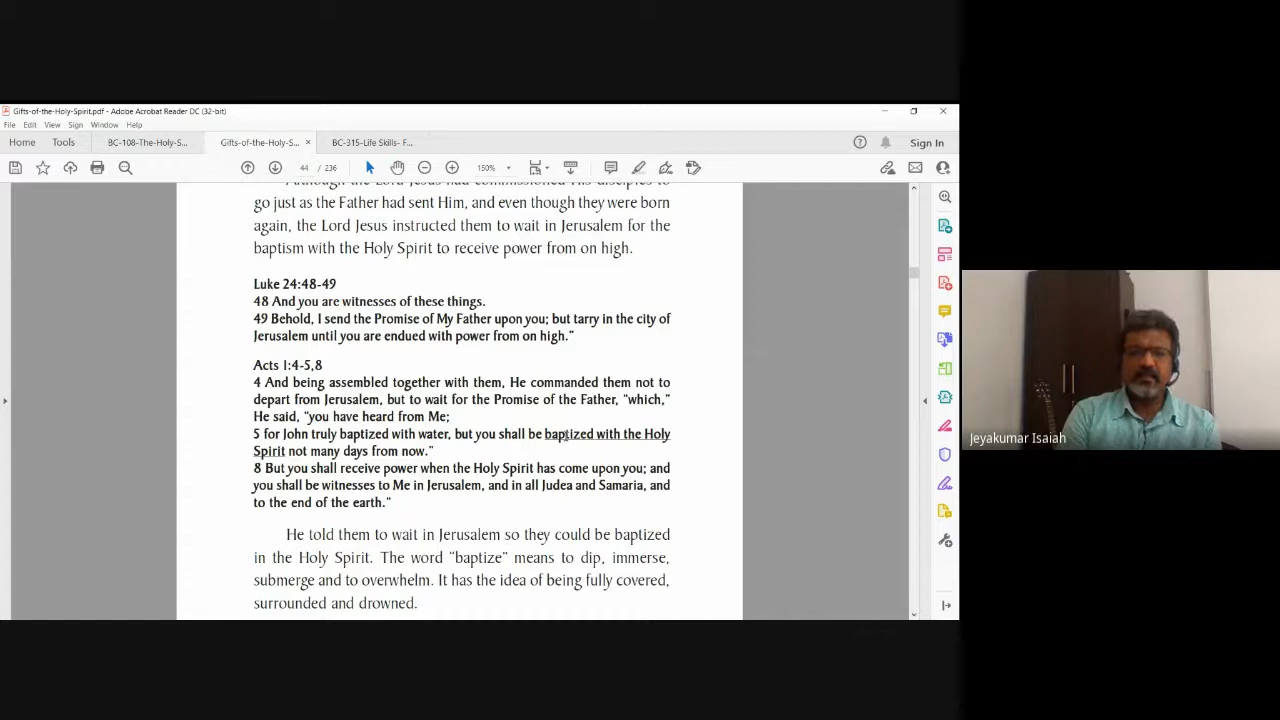 Gifts-of-the-Holy-Spirit.pdf - Adobe Acrobat Reader DC (32-bit)
File Edit View Sign Window Help
Home Tools BC-108-The-Holy-S... Gifts-of-the-Holy-S... × BC-315-Life Skills- F... Sign In
44 / 236 150%
Although the Lord Jesus had commissioned His disciples to
go just as the Father had sent Him, and even though they were born
again, the Lord Jesus instructed them to wait in Jerusalem for the
baptism with the Holy Spirit to receive power from on high.
Luke 24:48-49
48 And you are witnesses of these things.
49 Behold, I send the Promise of My Father upon you; but tarry in the city of
Jerusalem until you are endued with power from on high."
Acts 1:4-5,8
4 And being assembled together with them, He commanded them not to
depart from Jerusalem, but to wait for the Promise of the Father, "which,"
He said, "you have heard from Me;
5 for John truly baptized with water, but you shall be baptized with the Holy
Spirit not many days from now."
8 But you shall receive power when the Holy Spirit has come upon you; and
you shall be witnesses to Me in Jerusalem, and in all Judea and Samaria, and
to the end of the earth."
He told them to wait in Jerusalem so they could be baptized
in the Holy Spirit. The word "baptize" means to dip, immerse,
submerge and to overwhelm. It has the idea of being fully covered,
surrounded and drowned.
Jeyakumar Isaiah